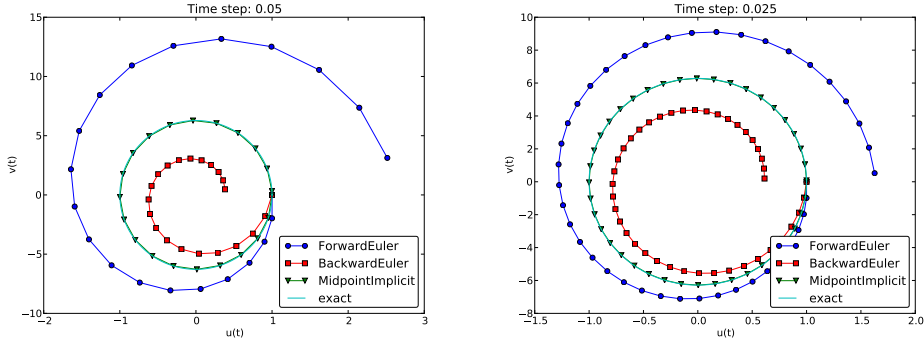 Time step: 0.05
15
10
5
0
−5
−10
v(t)
−2
−1
0
1
2
3
u(t)
ForwardEuler
BackwardEuler
MidpointImplicit
exact
Time step: 0.025
10
8
6
4
2
0
−2
−4
−6
−8
v(t)
−1.5
−1.0
−0.5
0.0
0.5
1.0
1.5
2.0
u(t)
ForwardEuler
BackwardEuler
MidpointImplicit
exact